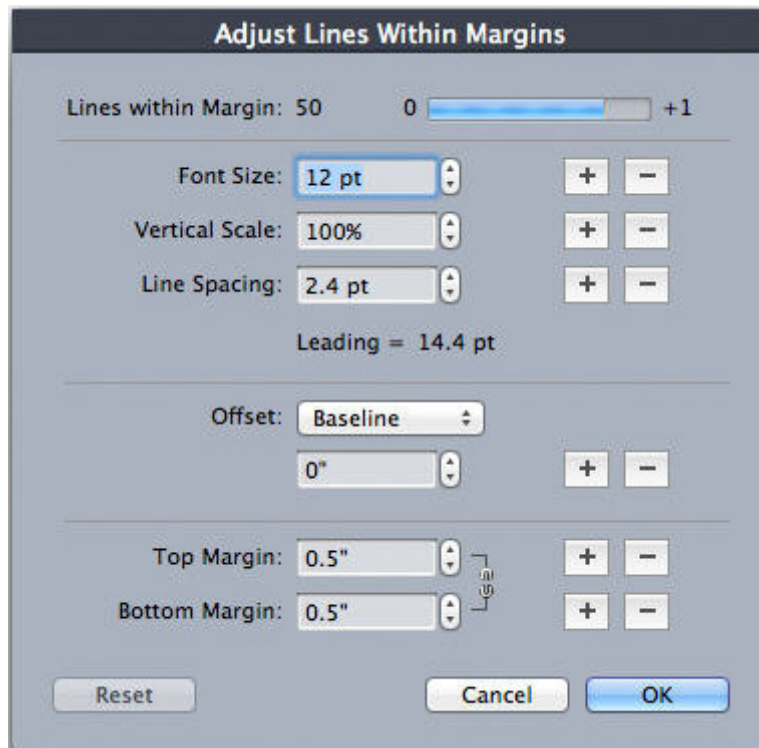 Adjust Lines Within Margins
Lines within Margin: 50 0 +1
Font Size: 12 pt + −
Vertical Scale: 100% + −
Line Spacing: 2.4 pt + −
Leading = 14.4 pt
Offset: Baseline
0" + −
Top Margin: 0.5" + −
Bottom Margin: 0.5" + −
Reset Cancel OK